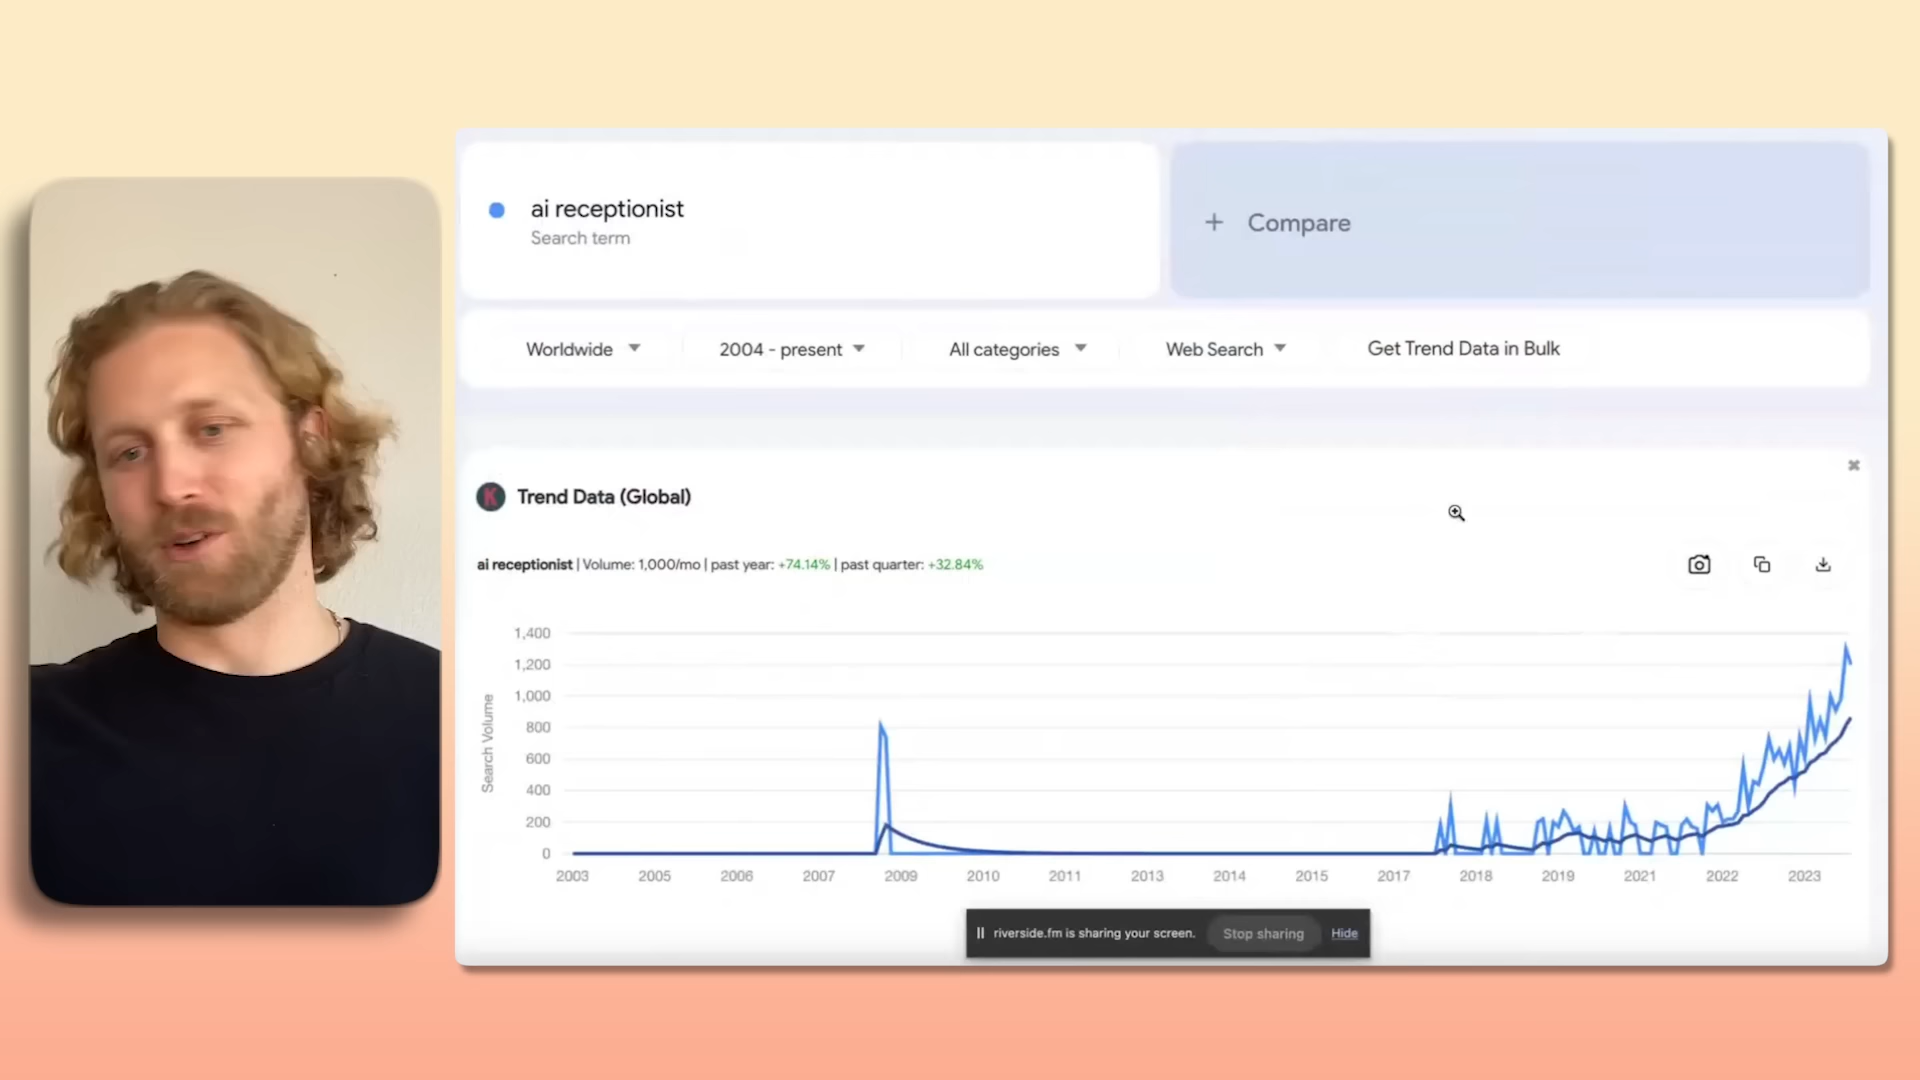 ai receptionist
Search term
+ Compare
Worldwide
2004 - present
All categories
Web Search
Get Trend Data in Bulk
K Trend Data (Global)
ai receptionist | Volume: 1,000/mo | past year: +74.14% | past quarter: +32.84%
Search Volume
1,400
1,200
1,000
800
600
400
200
0
2003 2005 2006 2007 2009 2010 2011 2013 2014 2015 2017 2018 2019 2021 2022 2023
riverside.fm is sharing your screen. Stop sharing Hide